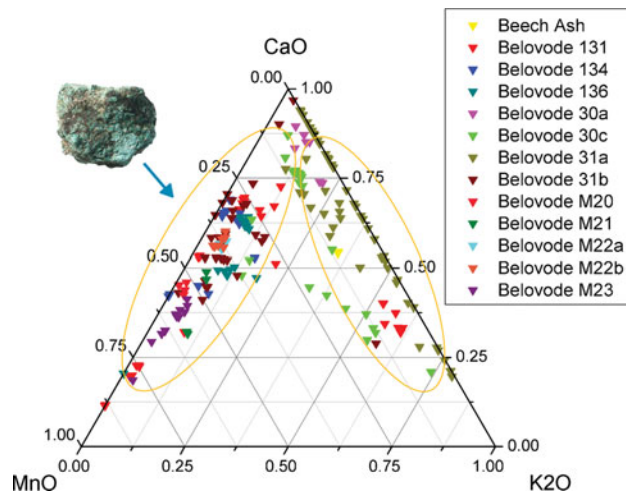 CaO
0.00 1.00
0.25 0.75
0.50 0.50
0.75 0.25
1.00 0.00
0.00 0.25 0.50 0.75 1.00
MnO K2O
Beech Ash
Belovode 131
Belovode 134
Belovode 136
Belovode 30a
Belovode 30c
Belovode 31a
Belovode 31b
Belovode M20
Belovode M21
Belovode M22a
Belovode M22b
Belovode M23